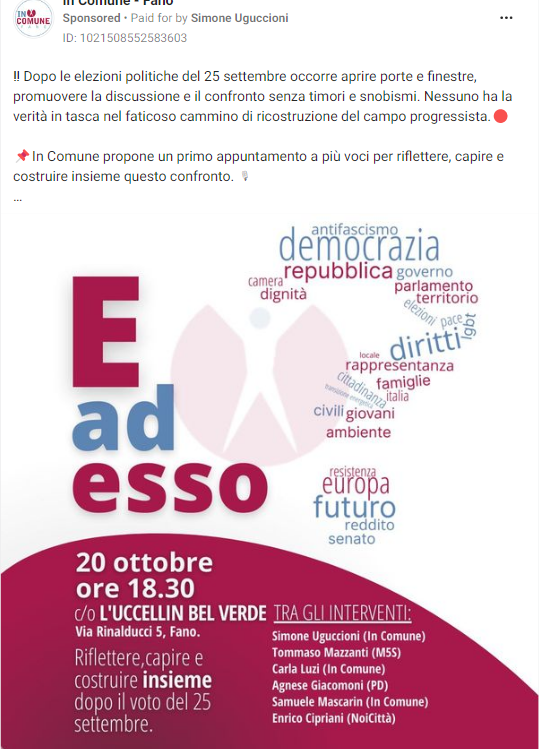 In Comune - Fano
Sponsored • Paid for by Simone Uguccioni
ID: 1021508552583603
IN
COMUNE
FANO
‼ Dopo le elezioni politiche del 25 settembre occorre aprire porte e finestre,
promuovere la discussione e il confronto senza timori e snobismi. Nessuno ha la
verità in tasca nel faticoso cammino di ricostruzione del campo progressista.🔴
📌In Comune propone un primo appuntamento a più voci per riflettere, capire e
costruire insieme questo confronto. 🎙
...
E
ad
esso
antifascismo
democrazia
repubblica
governo
camera
parlamento
dignità
territorio
elezioni
pace
lgbt
diritti
locale
rappresentanza
famiglie
cittadinanza
italia
transizione energetica
civili
giovani
ambiente
resistenza
europa
futuro
reddito
senato
20 ottobre
ore 18.30
c/o L'UCCELLIN BEL VERDE
Via Rinalducci 5, Fano.
Riflettere,capire e
costruire insieme
dopo il voto del 25
settembre.
TRA GLI INTERVENTI:
Simone Uguccioni (In Comune)
Tommaso Mazzanti (M5S)
Carla Luzi (In Comune)
Agnese Giacomoni (PD)
Samuele Mascarin (In Comune)
Enrico Cipriani (NoiCittà)